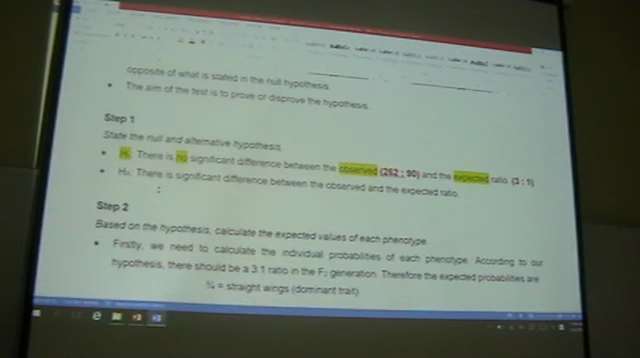 opposite of what is stated in the null hypothesis
• The aim of the test is to prove or disprove the hypothesis.
Step 1
State the null and alternative hypothesis.
• H₀: There is no significant difference between the observed (262 : 90) and the expected ratio (3 : 1)
• There is significant difference between the observed and the expected ratio.
Step 2
Based on the hypothesis, calculate the expected values of each phenotype.
• Firstly, we need to calculate the individual probabilities of each phenotype. According to our
hypothesis, there should be a 3:1 ratio in the F₂ generation. Therefore the expected probabilities are
¾ = straight wings (dominant trait)